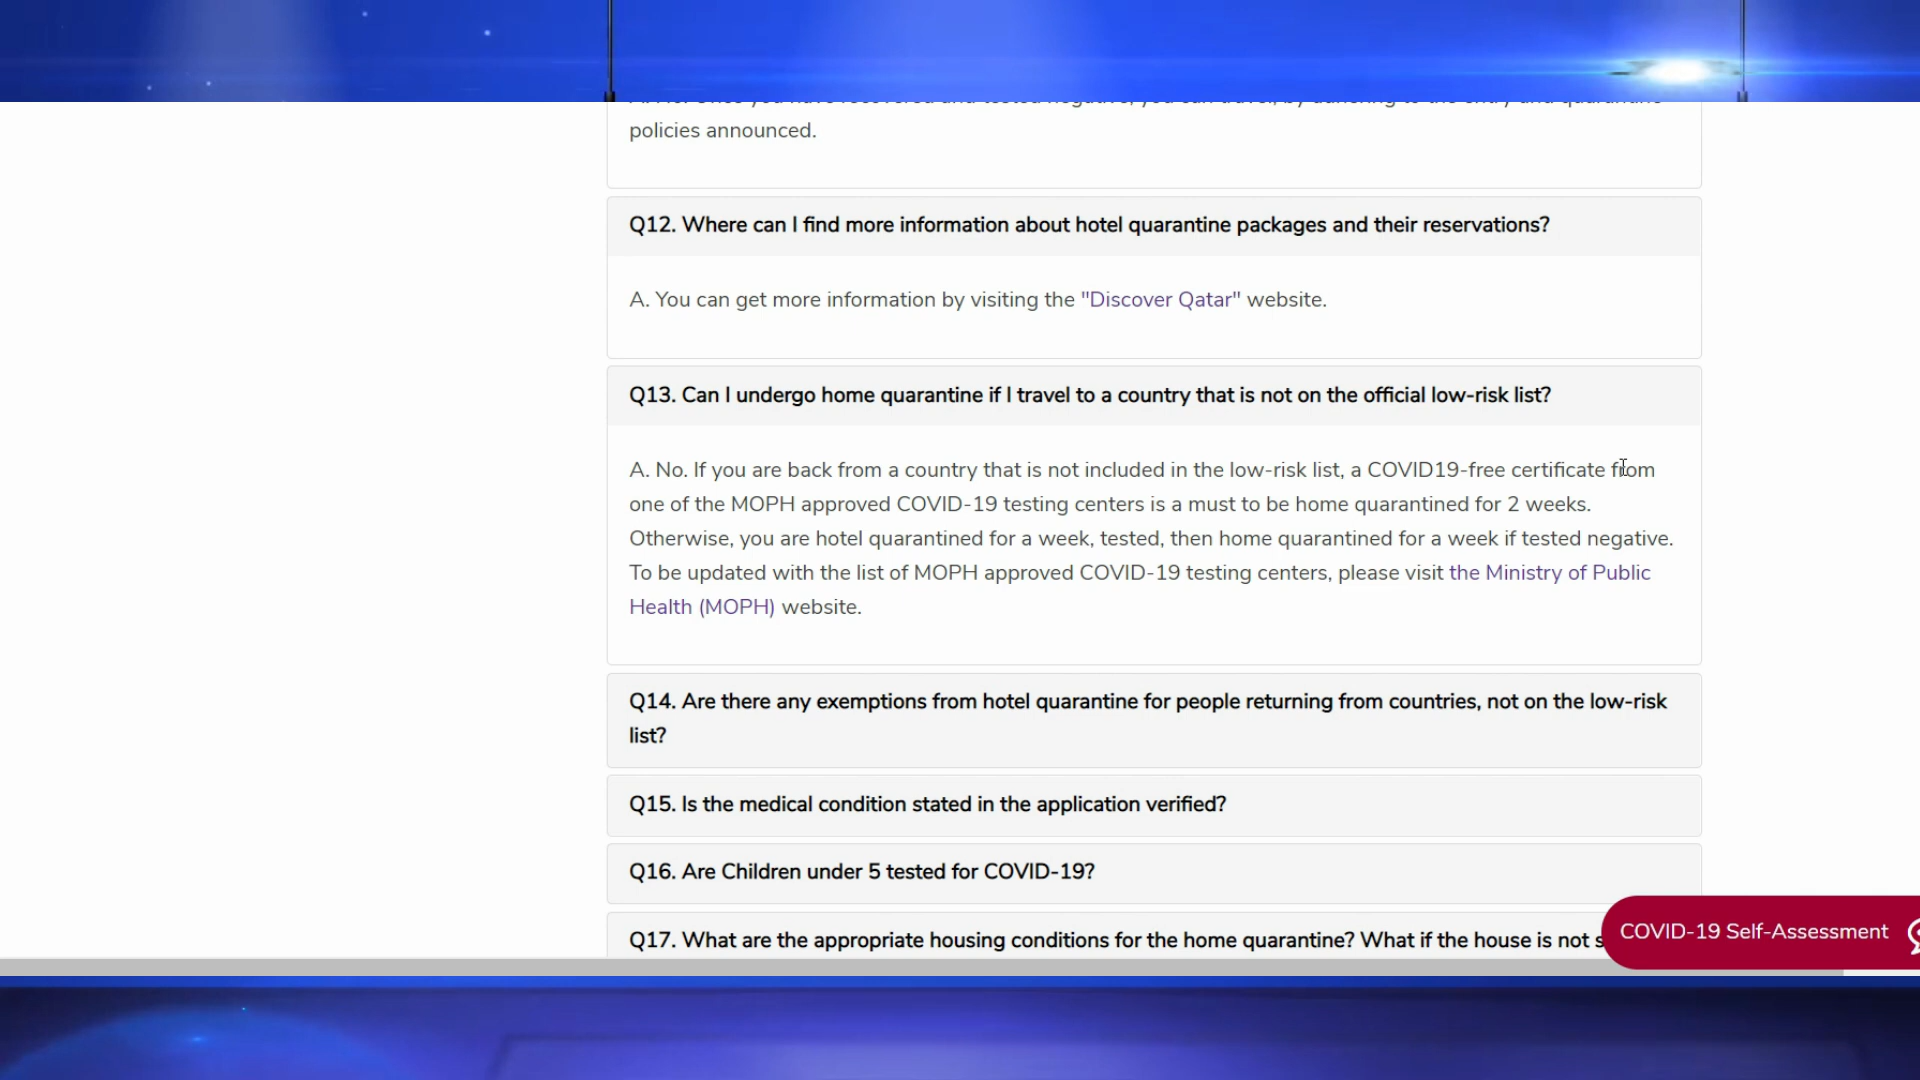 policies announced.
Q12. Where can I find more information about hotel quarantine packages and their reservations?
A. You can get more information by visiting the "Discover Qatar" website.
Q13. Can I undergo home quarantine if I travel to a country that is not on the official low-risk list?
A. No. If you are back from a country that is not included in the low-risk list, a COVID19-free certificate from
one of the MOPH approved COVID-19 testing centers is a must to be home quarantined for 2 weeks.
Otherwise, you are hotel quarantined for a week, tested, then home quarantined for a week if tested negative.
To be updated with the list of MOPH approved COVID-19 testing centers, please visit the Ministry of Public
Health (MOPH) website.
Q14. Are there any exemptions from hotel quarantine for people returning from countries, not on the low-risk
list?
Q15. Is the medical condition stated in the application verified?
Q16. Are Children under 5 tested for COVID-19?
Q17. What are the appropriate housing conditions for the home quarantine? What if the house is not s
COVID-19 Self-Assessment